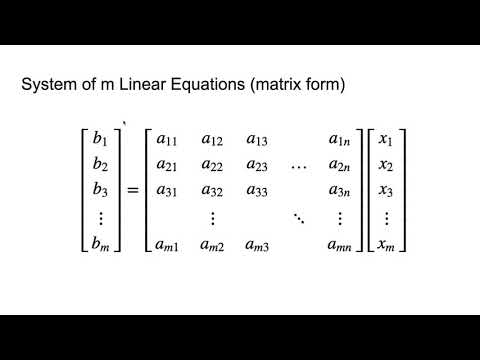 System of m Linear Equations (matrix form)
b₁ a₁₁ a₁₂ a₁₃ a₁ₙ x₁
b₂ a₂₁ a₂₂ a₂₃ … a₂ₙ x₂
b₃ = a₃₁ a₃₂ a₃₃ a₃ₙ x₃
⋮ ⋮ ⋱ ⋮ ⋮
bₘ aₘ₁ aₘ₂ aₘ₃ aₘₙ xₘ